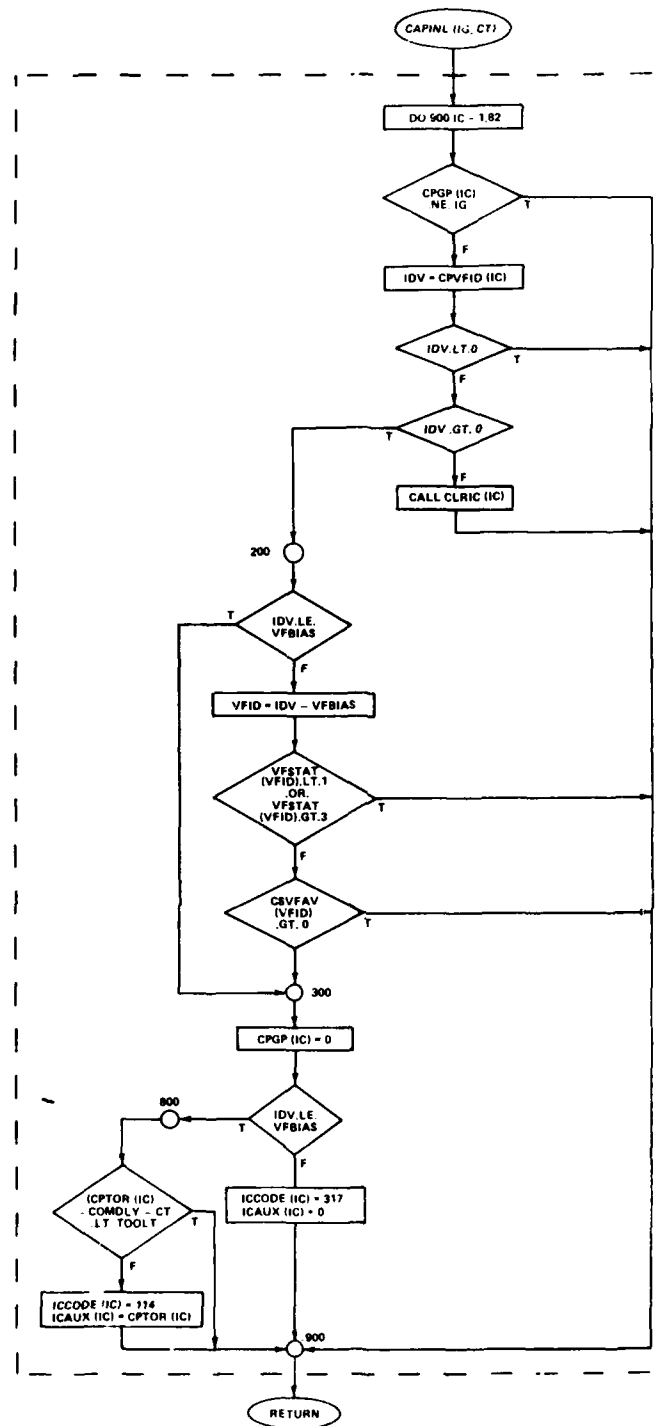 CAPINL (IG, CT)
DO 900 IC - 1,82
CPGP (IC)
.NE. IG
T
F
IDV = CPVFID (IC)
IDV.LT.0
T
F
IDV .GT. 0
T
F
CALL CLRIC (IC)
200
IDV.LE.
VFBIAS
T
F
VFID = IDV - VFBIAS
VFSTAT
(VFID).LT.1
.OR.
VFSTAT
(VFID).GT.3
T
F
CSVFAV
(VFID)
.GT. 0
T
300
CPGP (IC) = 0
800
IDV.LE.
VFBIAS
T
F
(CPTOR (IC)
- COMDLY - CT
.LT TOOLT
T
F
ICCODE (IC) = 317
ICAUX (IC) = 0
ICCODE (IC) = 114
ICAUX (IC) = CPTOR (IC)
900
RETURN